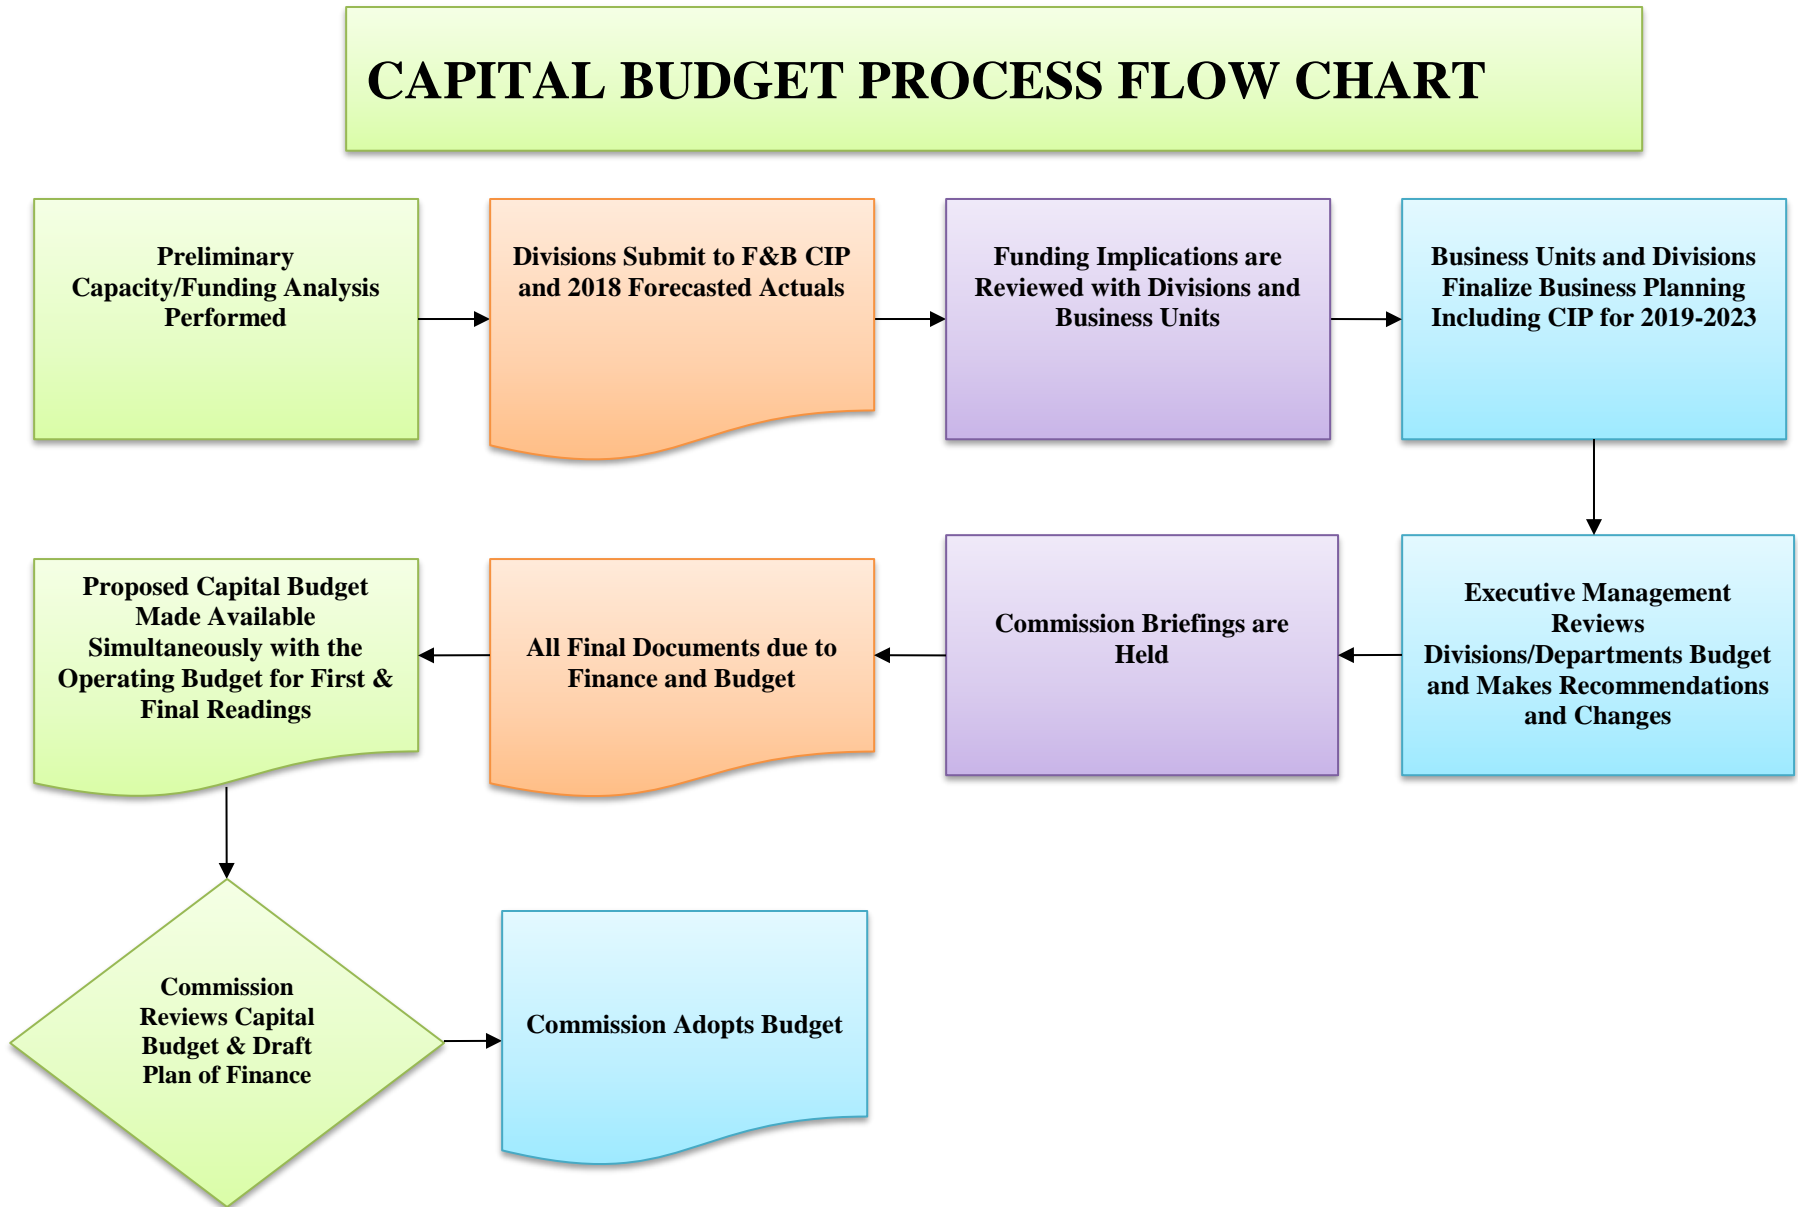 CAPITAL BUDGET PROCESS FLOW CHART
Preliminary
Capacity/Funding Analysis
Performed
Divisions Submit to F&B CIP
and 2018 Forecasted Actuals
Funding Implications are
Reviewed with Divisions and
Business Units
Business Units and Divisions
Finalize Business Planning
Including CIP for 2019-2023
Executive Management
Reviews
Divisions/Departments Budget
and Makes Recommendations
and Changes
Commission Briefings are
Held
All Final Documents due to
Finance and Budget
Proposed Capital Budget
Made Available
Simultaneously with the
Operating Budget for First &
Final Readings
Commission
Reviews Capital
Budget & Draft
Plan of Finance
Commission Adopts Budget